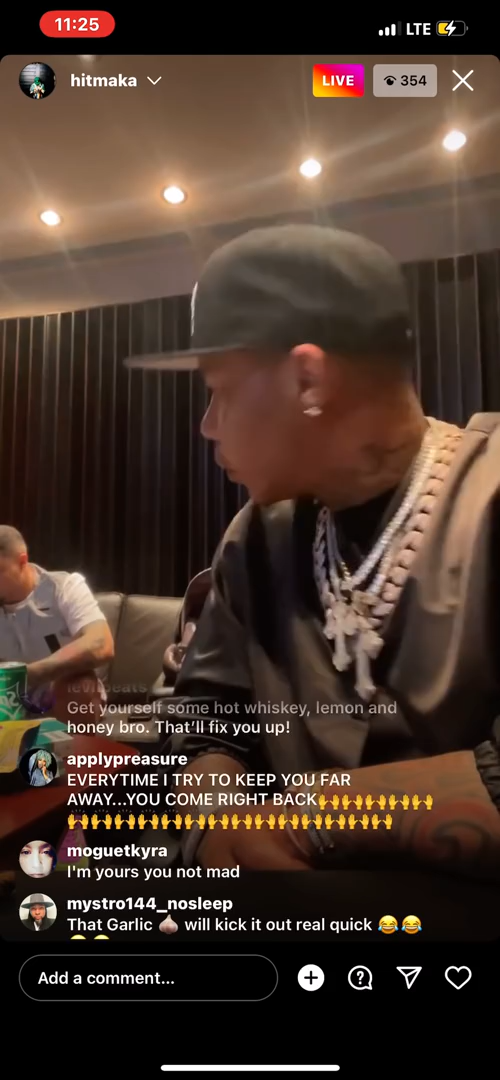 11:25
LTE
hitmaka
LIVE
354
levibeats
Get yourself some hot whiskey, lemon and
honey bro. That'll fix you up!
applypreasure
EVERYTIME I TRY TO KEEP YOU FAR
AWAY...YOU COME RIGHT BACK🙌🙌🙌🙌🙌🙌
🙌🙌🙌🙌🙌🙌🙌🙌🙌🙌🙌🙌🙌🙌🙌🙌🙌
moguetkyra
I'm yours you not mad
mystro144_nosleep
That Garlic 🧄 will kick it out real quick 😂😂
Add a comment...